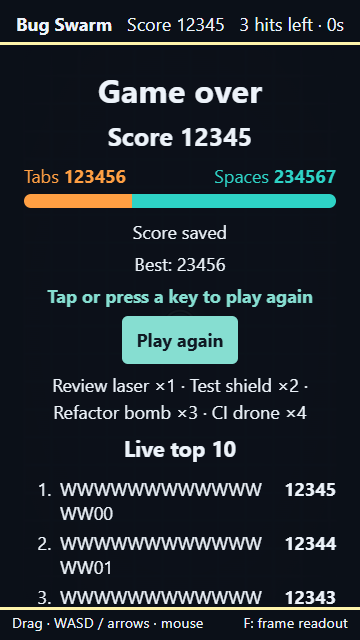 Bug Swarm Score 12345 3 hits left · 0s
Game over
Score 12345
Tabs 123456 Spaces 234567
Score saved
Best: 23456
Tap or press a key to play again
Play again
Review laser ×1 · Test shield ×2 ·
Refactor bomb ×3 · CI drone ×4
Live top 10
1. WWWWWWWWWWWWW 12345
WW00
2. WWWWWWWWWWWWW 12344
WW01
3. WWWWWWWWWWWWW 12343
Drag · WASD / arrows · mouse F: frame readout